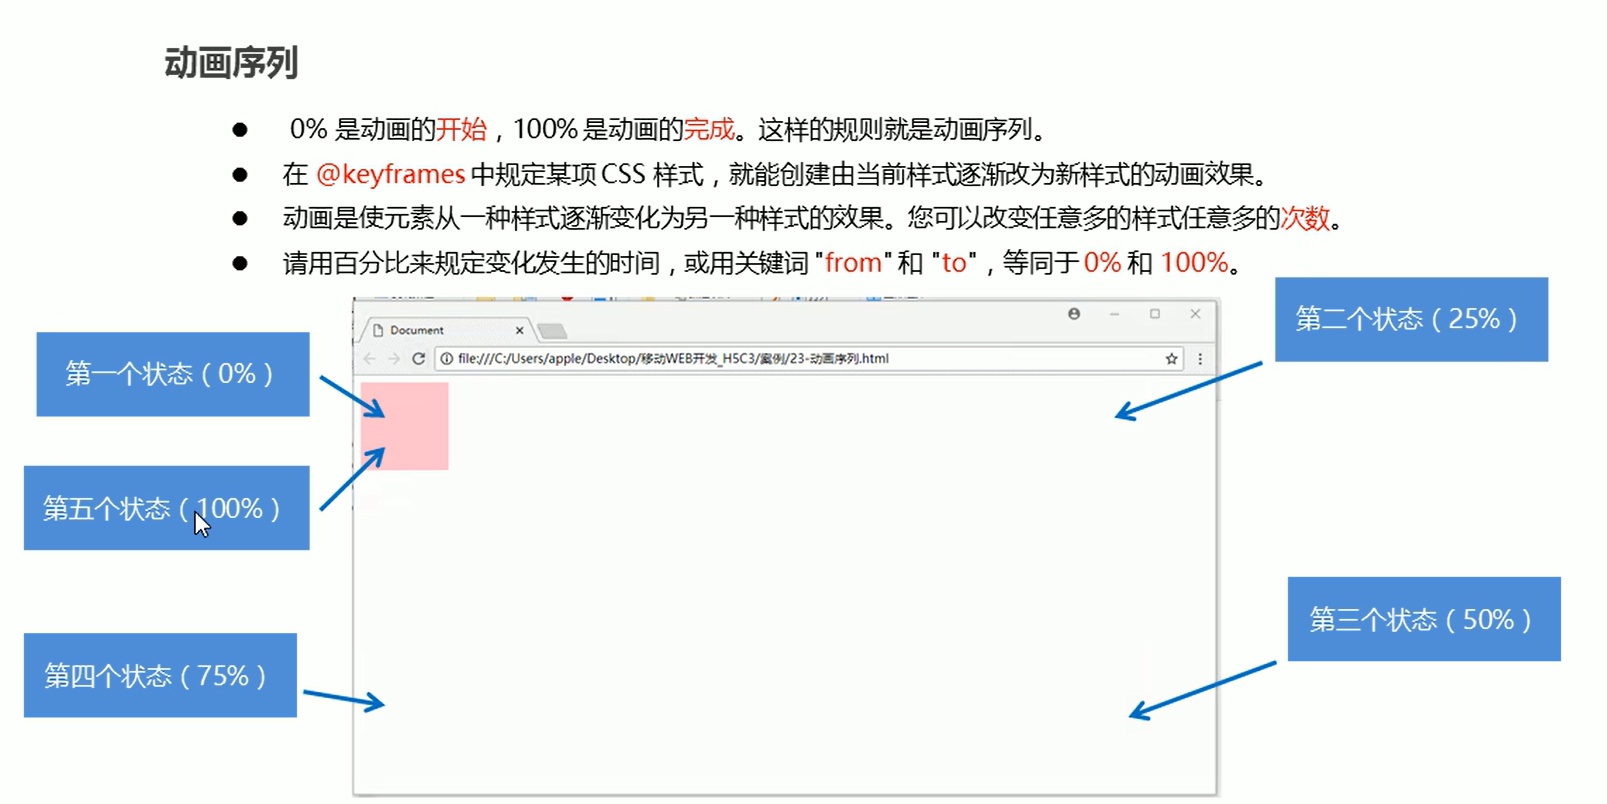 动画序列
0% 是动画的开始，100% 是动画的完成。这样的规则就是动画序列。
在 @keyframes 中规定某项 CSS 样式，就能创建由当前样式逐渐改为新样式的动画效果。
动画是使元素从一种样式逐渐变化为另一种样式的效果。您可以改变任意多的样式任意多的次数。
请用百分比来规定变化发生的时间，或用关键词 "from" 和 "to"，等同于 0% 和 100%。
第二个状态（25%）
Document
第一个状态（0%）
file:///C:/Users/apple/Desktop/移动WEB开发_H5C3/案例/23-动画序列.html
第五个状态（100%）
第三个状态（50%）
第四个状态（75%）